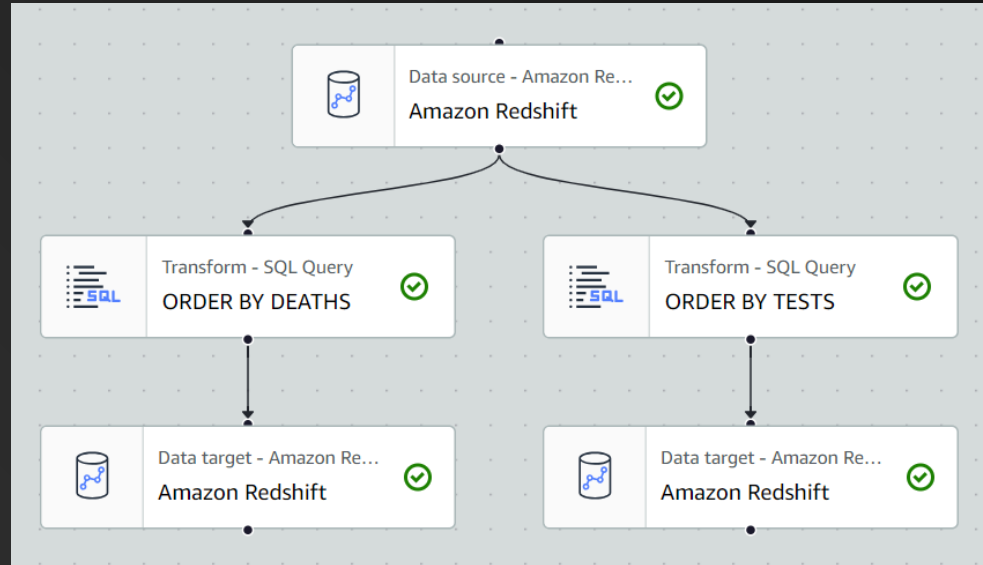 Data source - Amazon Re...
Amazon Redshift
Transform - SQL Query
SQL
ORDER BY DEATHS
Transform - SQL Query
SQL
ORDER BY TESTS
Data target - Amazon Re...
Amazon Redshift
Data target - Amazon Re...
Amazon Redshift